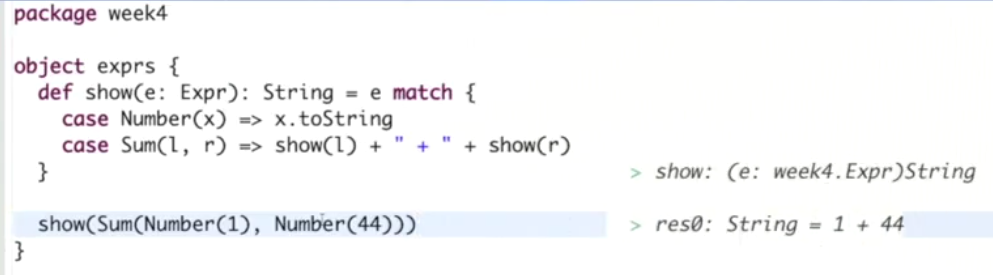 package week4
object exprs {
def show(e: Expr): String = e match {
case Number(x) => x.toString
case Sum(l, r) => show(l) + " + " + show(r)
} > show: (e: week4.Expr)String
show(Sum(Number(1), Number(44))) > res0: String = 1 + 44
}